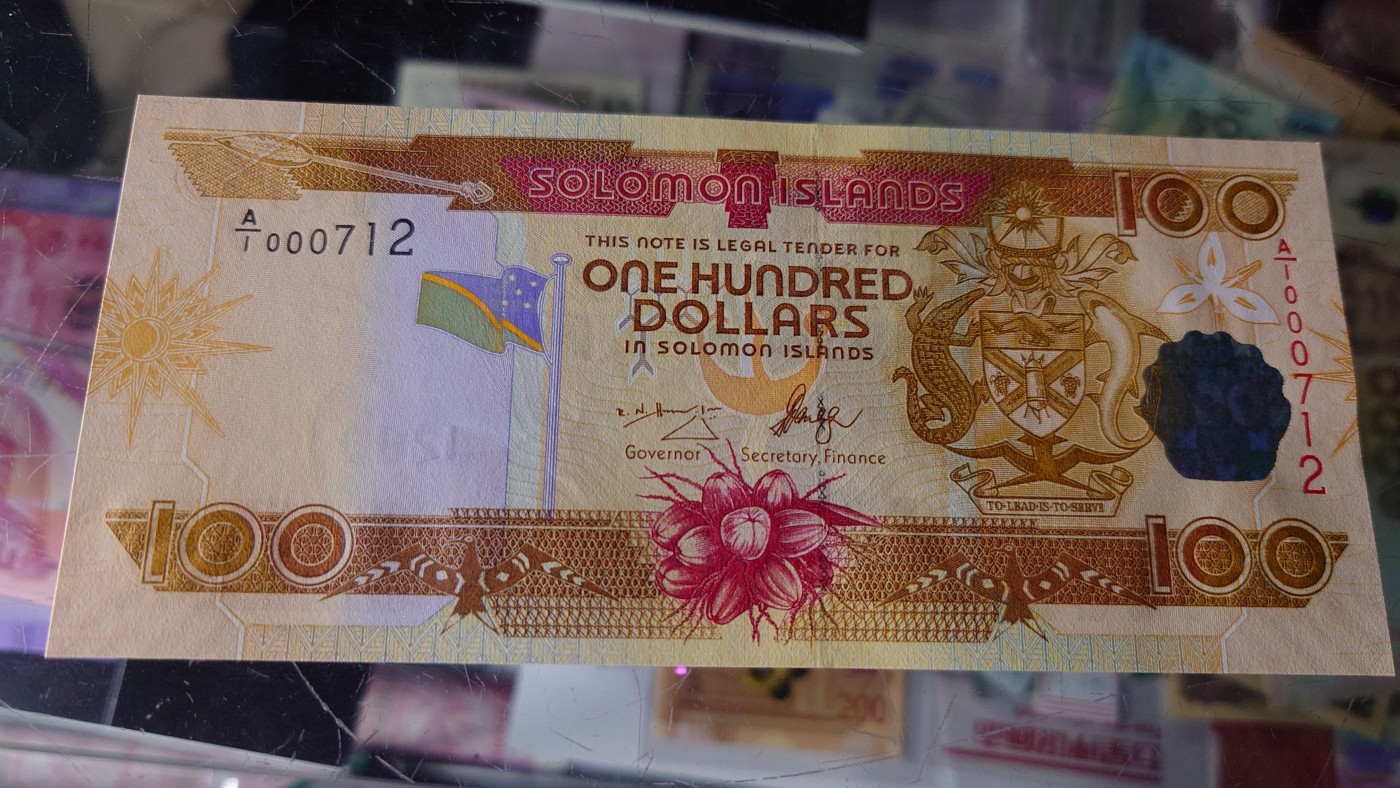 SOLOMON ISLANDS
100
A/1 000712
THIS NOTE IS LEGAL TENDER FOR
ONE HUNDRED
DOLLARS
IN SOLOMON ISLANDS
A/1 000712
Governor
Secretary, Finance
TO·LEAD·IS·TO·SERVE
100
100
200